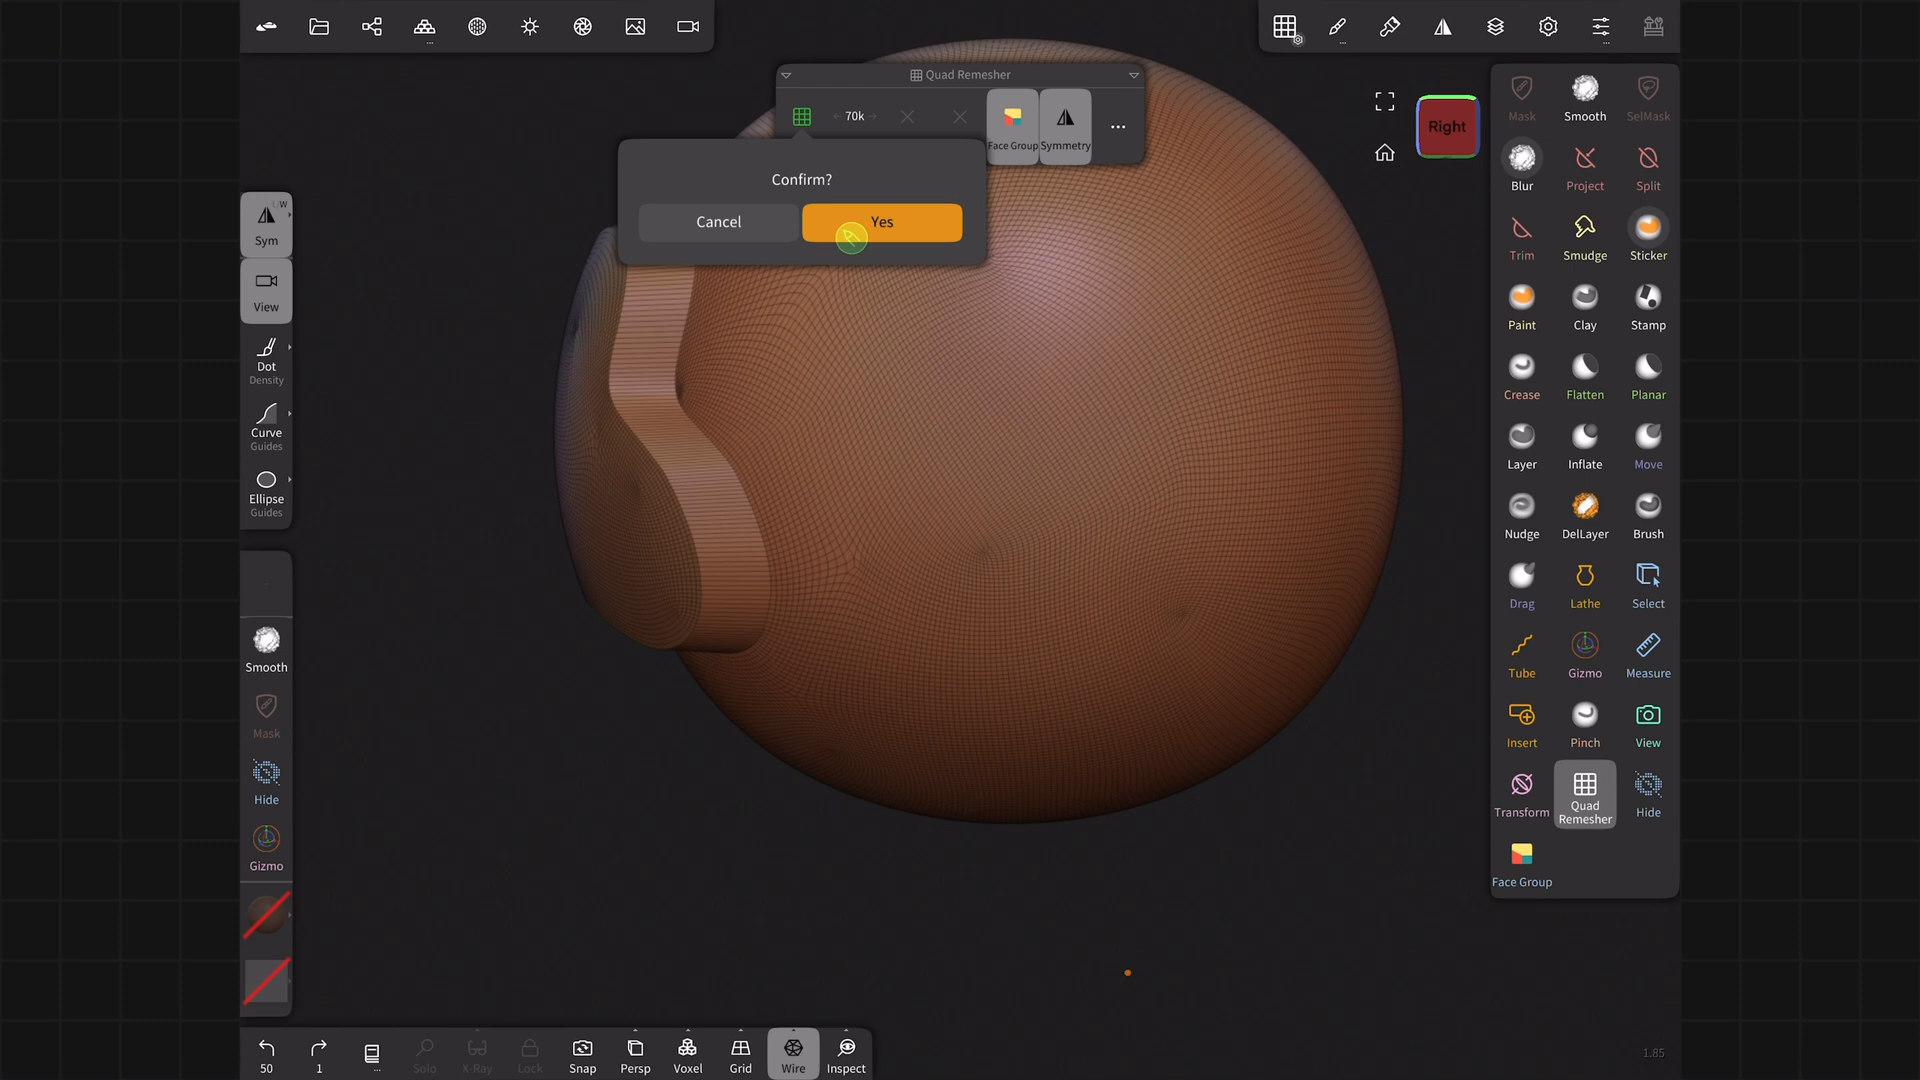 Quad Remesher
70k
Face Group
Symmetry
...
Confirm?
Cancel
Yes
Right
L/W
Sym
View
Dot
Density
Curve
Guides
Ellipse
Guides
Smooth
Mask
Hide
Gizmo
Mask
Smooth
SelMask
Blur
Project
Split
Trim
Smudge
Sticker
Paint
Clay
Stamp
Crease
Flatten
Planar
Layer
Inflate
Move
Nudge
DelLayer
Brush
Drag
Lathe
Select
Tube
Gizmo
Measure
Insert
Pinch
View
Transform
Quad
Remesher
Hide
Face Group
50
1
...
Solo
X-Ray
Lock
Snap
Persp
Voxel
Grid
Wire
Inspect
1.85